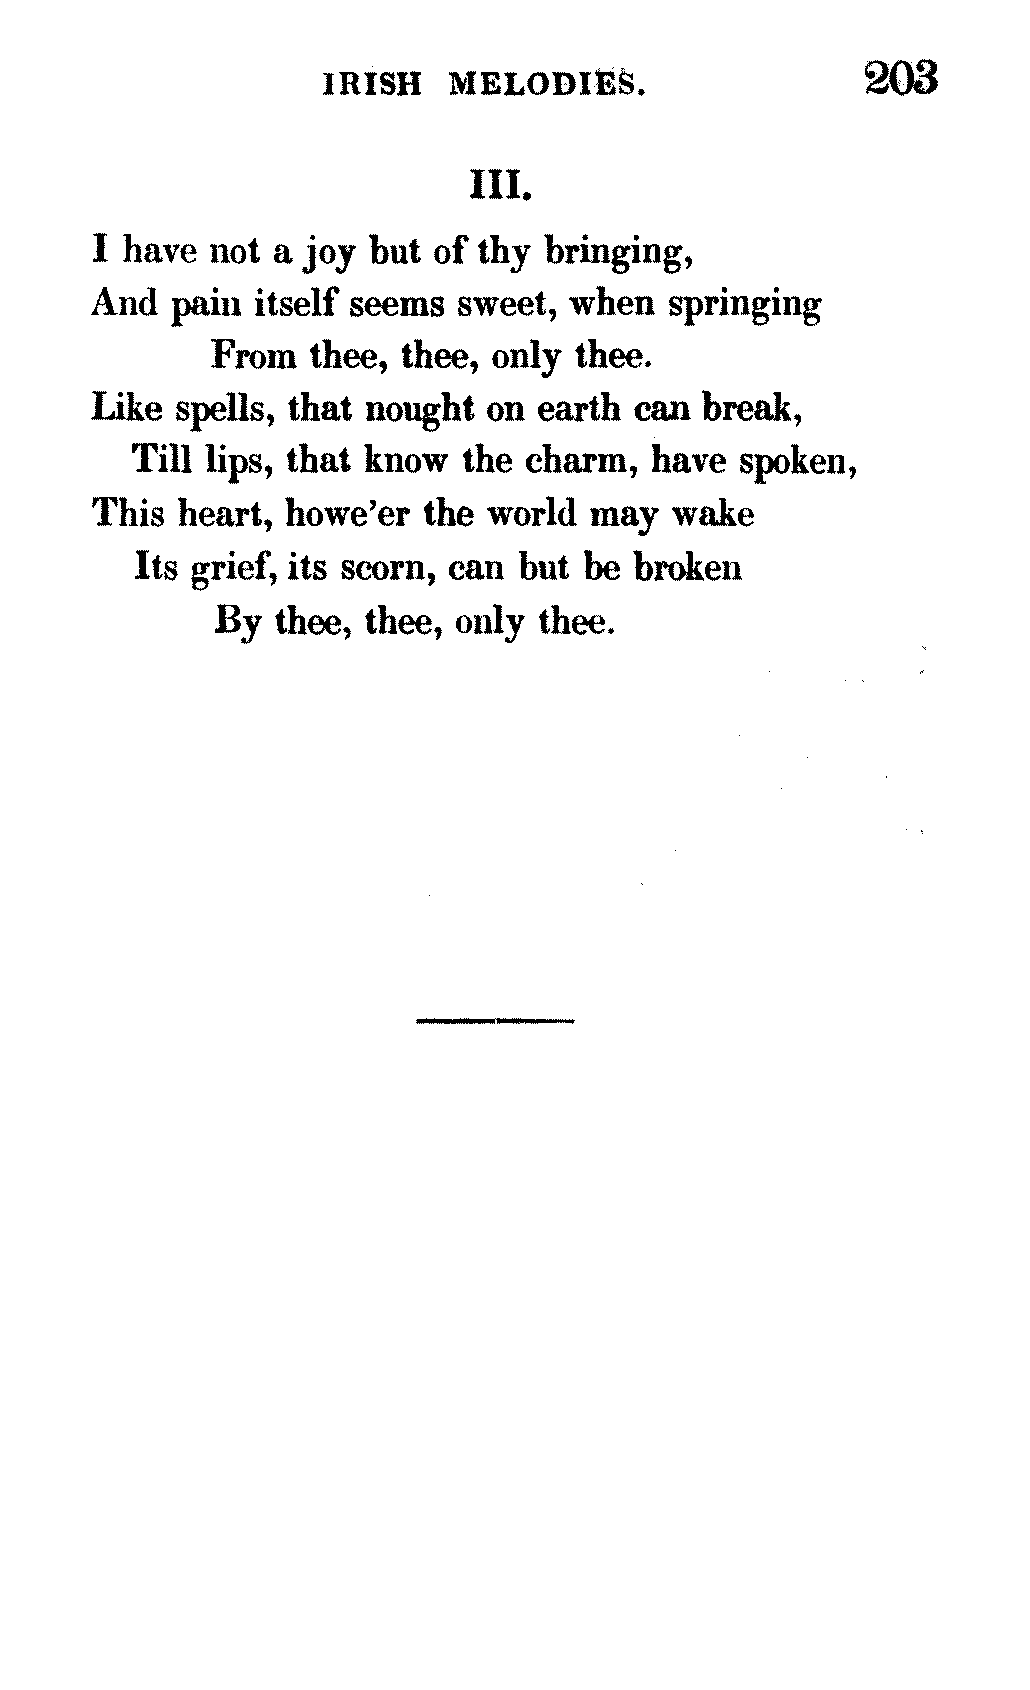 IRISH MELODIES. 203
III.
I have not a joy but of thy bringing,
And pain itself seems sweet, when springing
From thee, thee, only thee.
Like spells, that nought on earth can break,
Till lips, that know the charm, have spoken,
This heart, howe'er the world may wake
Its grief, its scorn, can but be broken
By thee, thee, only thee.